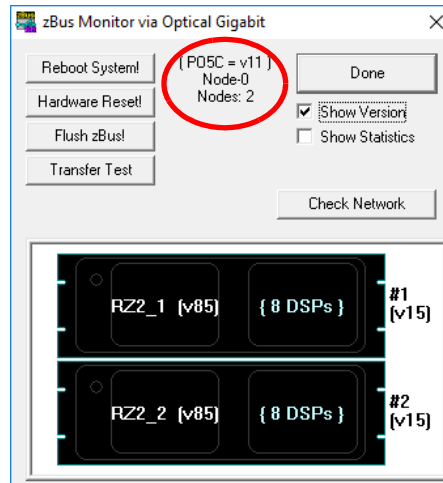 zBus Monitor via Optical Gigabit
Reboot System!
Hardware Reset!
Flush zBus!
Transfer Test
( PO5C = v11 )
Node-0
Nodes: 2
Done
Show Version
Show Statistics
Check Network
RZ2_1 (v85)
{ 8 DSPs }
#1
(v15)
RZ2_2 (v85)
{ 8 DSPs }
#2
(v15)